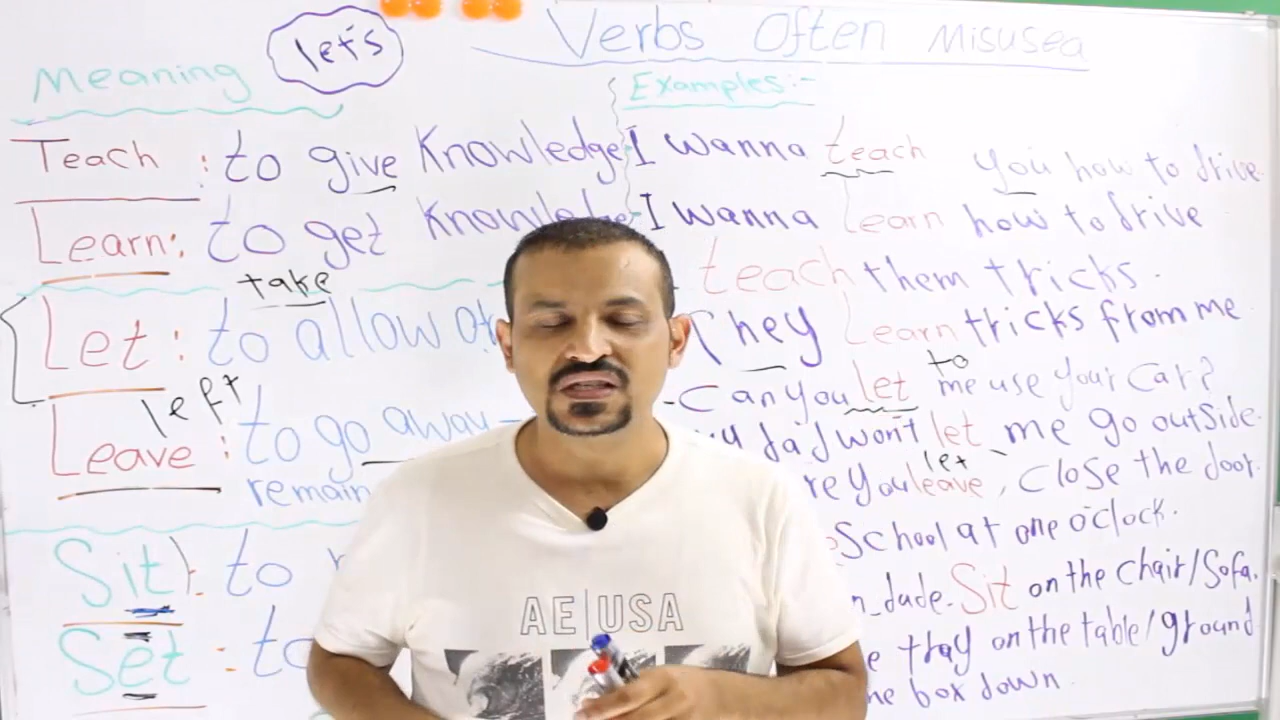 let's
Verbs Often Misused
Meaning
Examples:-
Teach : to give Knowledge
I wanna teach you how to drive
Learn: to get Knowledge
I wanna Learn how to drive
take
teach them tricks.
Let : to allow
They Learn tricks from me
left
to
Can you let me use your Car?
Leave : to go away
dad won't let me go outside.
let
remain
you leave, Close the door.
School at one o'clock.
Sit : to
dude. Sit on the chair/Sofa.
Set : to
tray on the table/ground
box down.
AE|USA